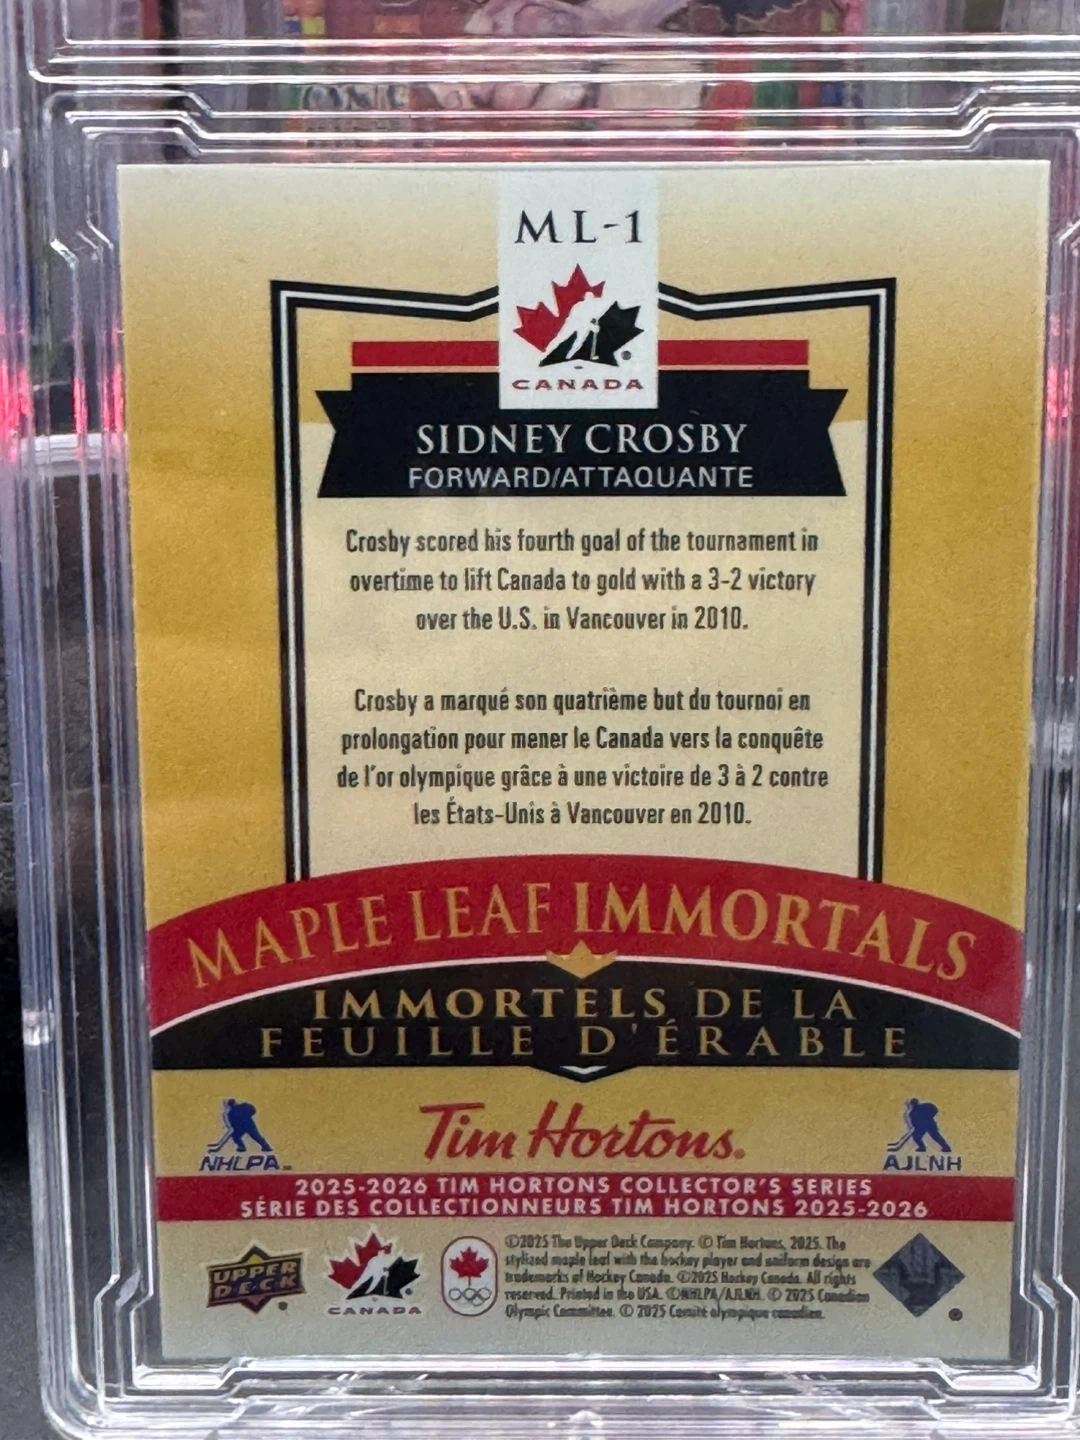 ML-1
CANADA
SIDNEY CROSBY
FORWARD/ATTAQUANTE
Crosby scored his fourth goal of the tournament in
overtime to lift Canada to gold with a 3-2 victory
over the U.S. in Vancouver in 2010.
Crosby a marqué son quatrième but du tournoi en
prolongation pour mener le Canada vers la conquête
de l'or olympique grâce à une victoire de 3 à 2 contre
les États-Unis à Vancouver en 2010.
MAPLE LEAF IMMORTALS
IMMORTELS DE LA
FEUILLE D'ÉRABLE
NHLPA™
Tim Hortons®
AJLNH
2025-2026 TIM HORTONS COLLECTOR'S SERIES
SÉRIE DES COLLECTIONNEURS TIM HORTONS 2025-2026
UPPER
DECK®
CANADA
©2025 The Upper Deck Company. © Tim Hortons, 2025. The
stylized maple leaf with the hockey player and uniform design are
trademarks of Hockey Canada. ©2025 Hockey Canada. All rights
reserved. Printed in the USA. ©NHLPA/AJLNH. © 2025 Canadian
Olympic Committee. © 2025 Comité olympique canadien.